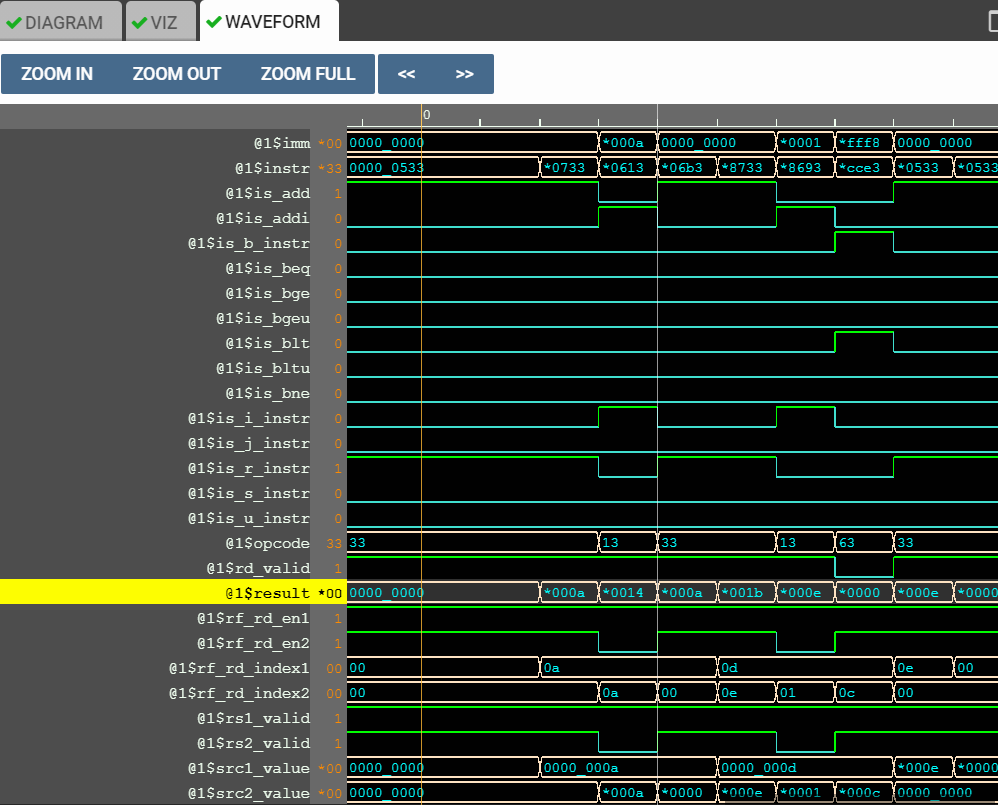 DIAGRAM VIZ WAVEFORM
ZOOM IN ZOOM OUT ZOOM FULL << >>
0
@1$imm *00 0000_0000 *000a 0000_0000 *0001 *fff8 0000_0000
@1$instr *33 0000_0533 *0733 *0613 *06b3 *8733 *8693 *cce3 *0533 *0533
@1$is_add 1
@1$is_addi 0
@1$is_b_instr 0
@1$is_beq 0
@1$is_bge 0
@1$is_bgeu 0
@1$is_blt 0
@1$is_bltu 0
@1$is_bne 0
@1$is_i_instr 0
@1$is_j_instr 0
@1$is_r_instr 1
@1$is_s_instr 0
@1$is_u_instr 0
@1$opcode 33 33 13 33 13 63 33
@1$rd_valid 1
@1$result *00 0000_0000 *000a *0014 *000a *001b *000e *0000 *000e *0000
@1$rf_rd_en1 1
@1$rf_rd_en2 1
@1$rf_rd_index1 00 00 0a 0d 0e 00
@1$rf_rd_index2 00 00 0a 00 0e 01 0c 00
@1$rs1_valid 1
@1$rs2_valid 1
@1$src1_value *00 0000_0000 0000_000a 0000_000d *000e *0000
@1$src2_value *00 0000_0000 *000a *0000 *000e *0001 *000c 0000_0000